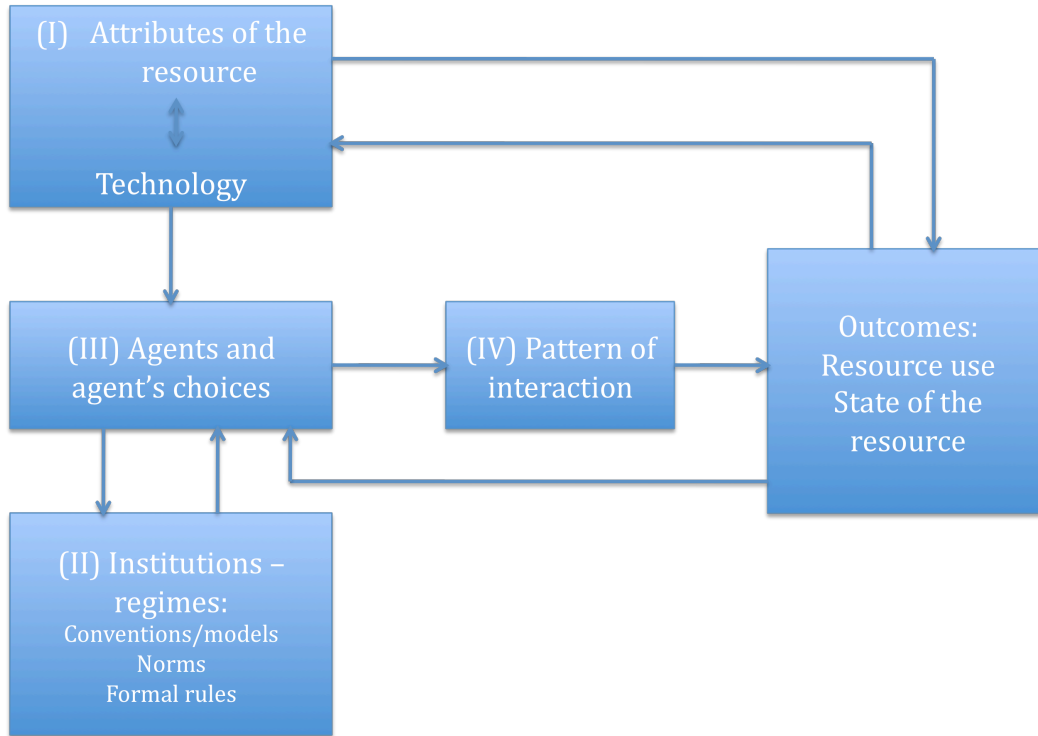 (I) Attributes of the
resource
Technology
(III) Agents and
agent's choices
(IV) Pattern of
interaction
Outcomes:
Resource use
State of the
resource
(II) Institutions –
regimes:
Conventions/models
Norms
Formal rules